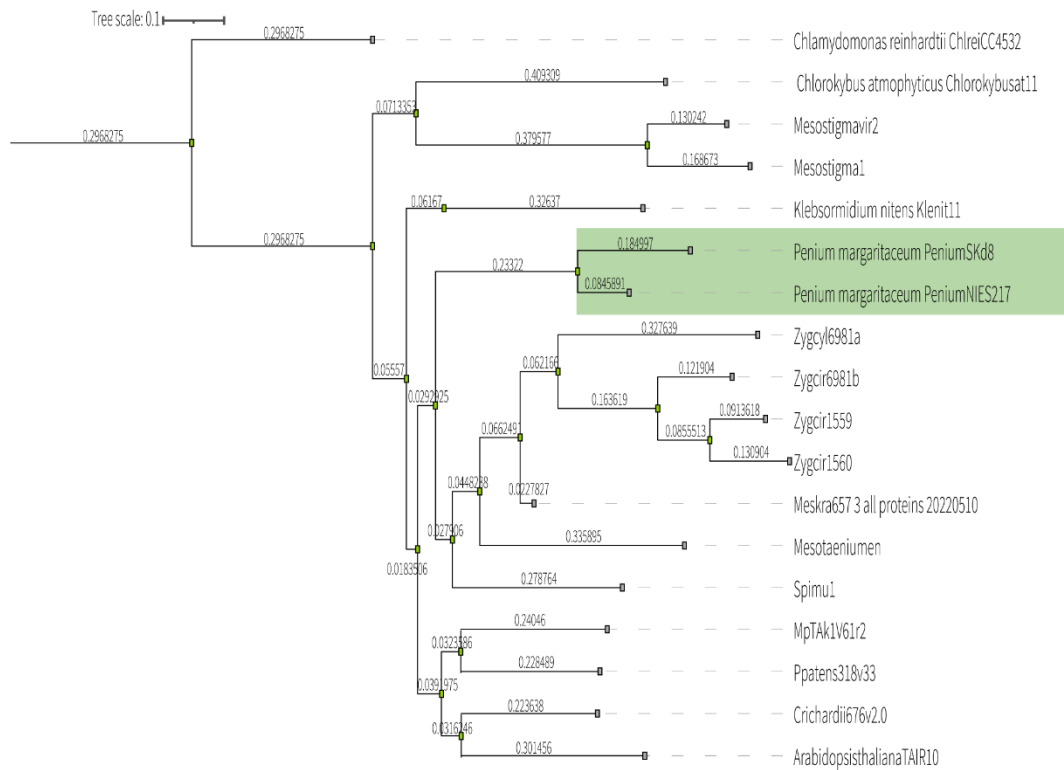 Tree scale: 0.1
0.2968275
Chlamydomonas reinhardtii ChlreiCC4532
0.409309
Chlorokybus atmophyticus Chlorokybusat11
0.0713353
0.130242
Mesostigmavir2
0.2968275
0.379577
0.168673
Mesostigma1
0.06167
0.32637
Klebsormidium nitens Klenit11
0.2968275
0.184997
Penium margaritaceum PeniumSKd8
0.23322
0.0845891
Penium margaritaceum PeniumNIES217
0.327639
Zygcyl6981a
0.062166
0.05557
0.121904
Zygcir6981b
0.0292925
0.163619
0.0913618
Zygcir1559
0.0662491
0.0855513
0.130904
Zygcir1560
0.0448288
0.0227827
Meskra657 3 all proteins 20220510
0.027906
0.335895
Mesotaeniumen
0.0183506
0.278764
Spimu1
0.24046
MpTAk1V61r2
0.0323586
0.228489
Ppatens318v33
0.0391975
0.223638
Crichardii676v2.0
0.0316246
0.301456
ArabidopsisthalianaTAIR10